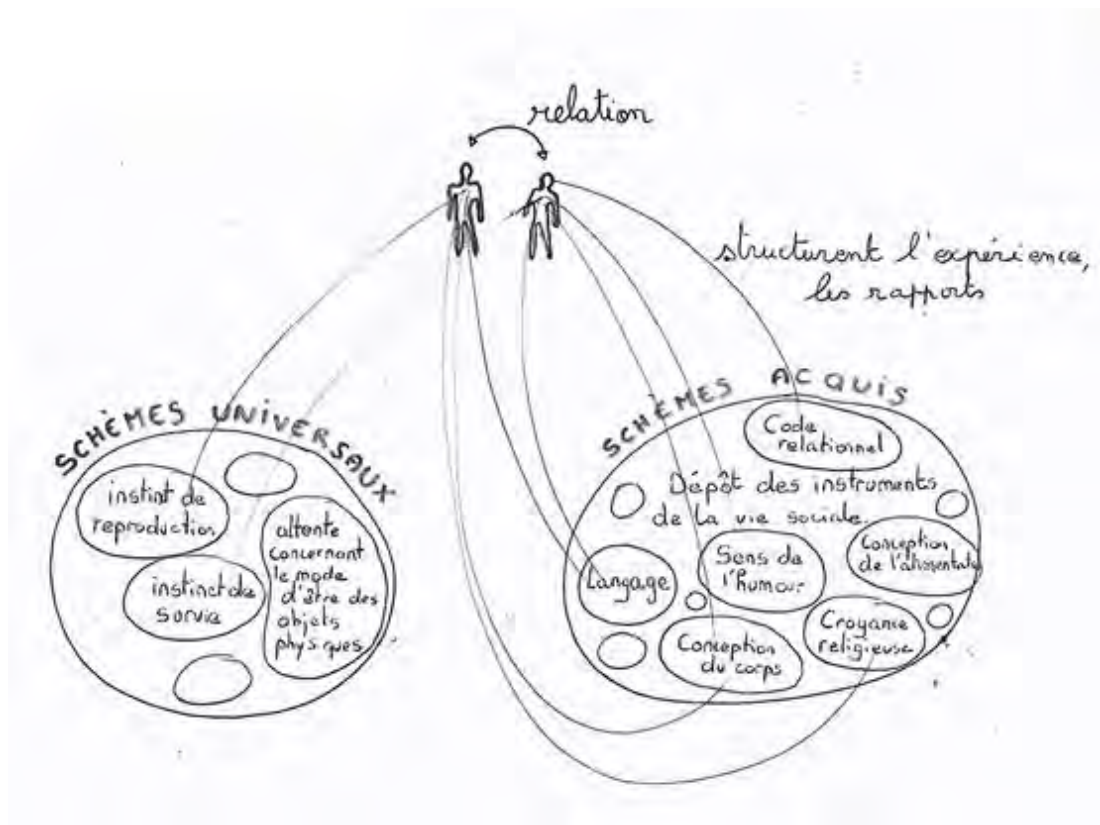 relation
structurent l'expérience,
les rapports
SCHÈMES UNIVERSAUX
instint de
reproduction
instinct de
survie
attente
concernant
le mode
d'être des
objets
physiques
SCHÈMES ACQUIS
Code
relationnel
Dépôt des instruments
de la vie sociale.
Langage
Sens de
l'humour
Conception
de l'alimentat
Conception
du corps
Croyance
religieuse